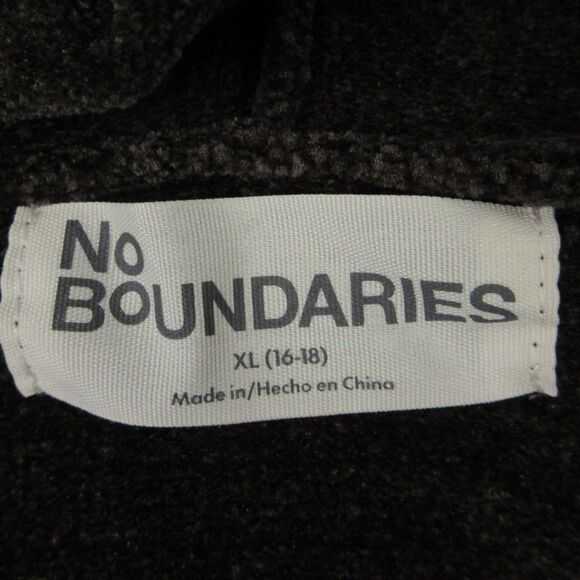 No
BOUNDARIES
XL (16-18)
Made in/Hecho en China